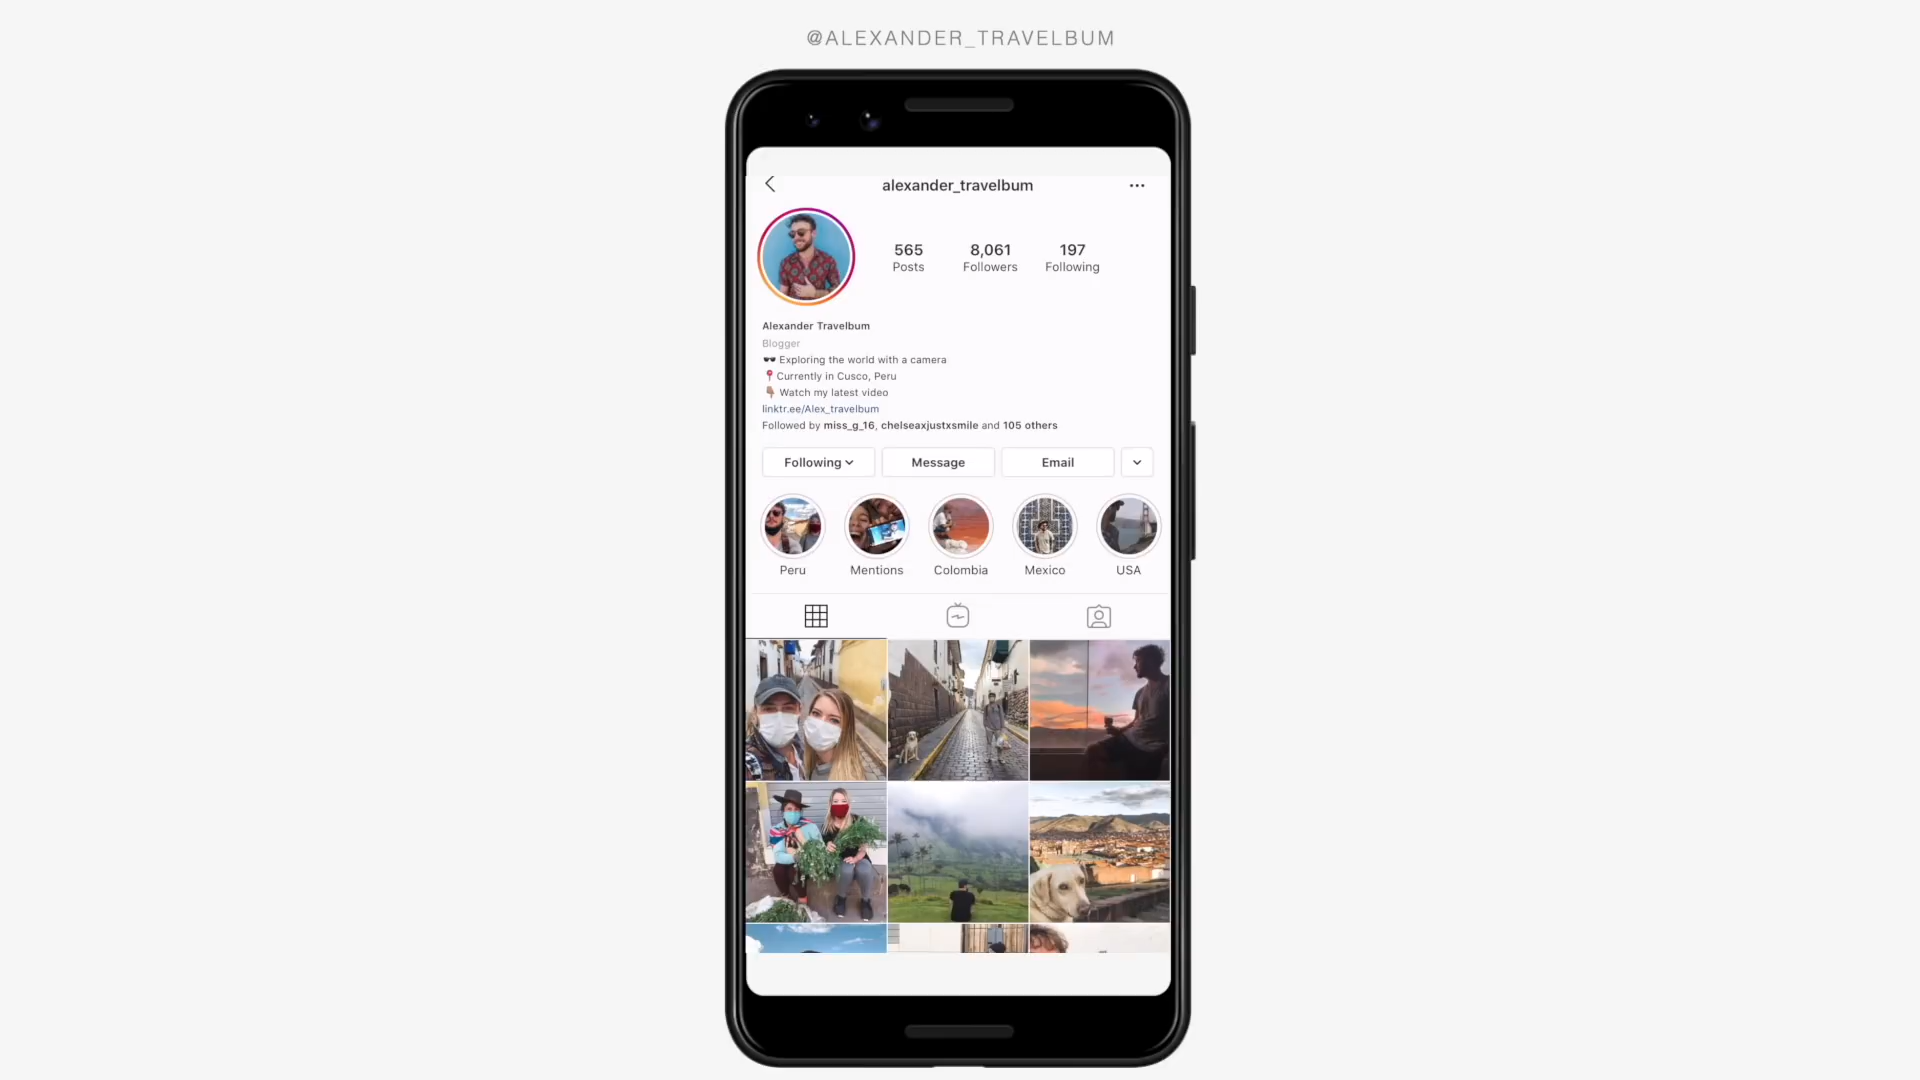 @ALEXANDER_TRAVELBUM
alexander_travelbum
565 8,061 197
Posts Followers Following
Alexander Travelbum
Blogger
🕶 Exploring the world with a camera
📍Currently in Cusco, Peru
👇🏽 Watch my latest video
linktr.ee/Alex_travelbum
Followed by miss_g_16, chelseaxjustxsmile and 105 others
Following Message Email
Peru Mentions Colombia Mexico USA